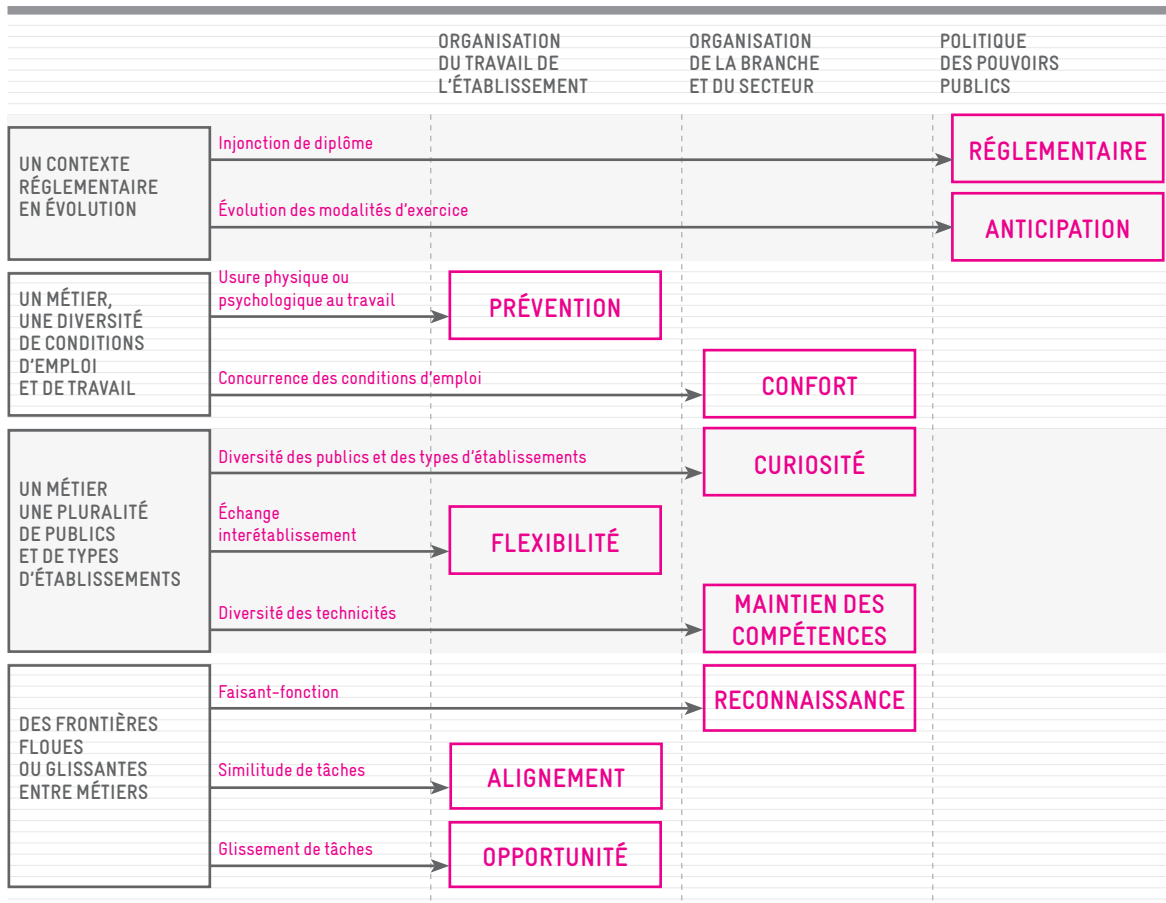 ORGANISATION
DU TRAVAIL DE
L'ÉTABLISSEMENT
ORGANISATION
DE LA BRANCHE
ET DU SECTEUR
POLITIQUE
DES POUVOIRS
PUBLICS
UN CONTEXTE
RÉGLEMENTAIRE
EN ÉVOLUTION
Injonction de diplôme
RÉGLEMENTAIRE
Évolution des modalités d'exercice
ANTICIPATION
UN MÉTIER,
UNE DIVERSITÉ
DE CONDITIONS
D'EMPLOI
ET DE TRAVAIL
Usure physique ou
psychologique au travail
PRÉVENTION
Concurrence des conditions d'emploi
CONFORT
UN MÉTIER
UNE PLURALITÉ
DE PUBLICS
ET DE TYPES
D'ÉTABLISSEMENTS
Diversité des publics et des types d'établissements
CURIOSITÉ
Échange
interétablissement
FLEXIBILITÉ
Diversité des technicités
MAINTIEN DES
COMPÉTENCES
DES FRONTIÈRES
FLOUES
OU GLISSANTES
ENTRE MÉTIERS
Faisant-fonction
RECONNAISSANCE
Similitude de tâches
ALIGNEMENT
Glissement de tâches
OPPORTUNITÉ